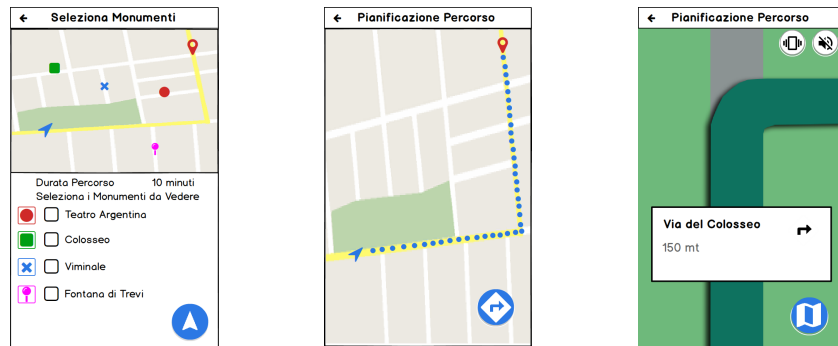 Seleziona Monumenti
Durata Percorso 10 minuti
Seleziona i Monumenti da Vedere
Teatro Argentina
Colosseo
Viminale
Fontana di Trevi
Pianificazione Percorso
Pianificazione Percorso
Via del Colosseo
150 mt